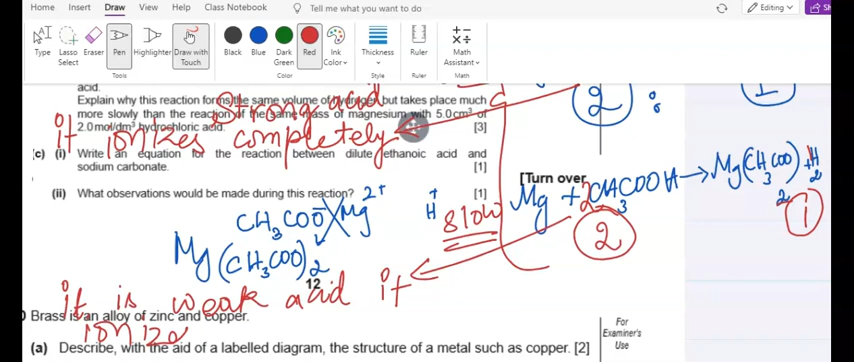 Home Insert Draw View Help Class Notebook Tell me what you want to do Editing
Type Lasso Select Eraser Pen Highlighter Draw with Touch Black Blue Dark Green Red Ink Color Thickness Ruler Math Assistant
Tools Color Style Ruler Math
acid.
Explain why this reaction forms the same volume of hydrogen but takes place much
more slowly than the reaction of the same mass of magnesium with 5.0 cm³ of
2.0 mol/dm³ hydrochloric acid. [3]
Strong acid
it ionizes completely
2
1
(c) (i) Write an equation for the reaction between dilute ethanoic acid and
sodium carbonate. [1]
[Turn over
(ii) What observations would be made during this reaction? [1]
Mg + 2CH3COOH → Mg(CH3COO)2 + H2
CH3COO- Mg2+
H+
slow
2
1
Mg(CH3COO)2
12
it is weak acid it
ionize
Brass is an alloy of zinc and copper.
For
Examiner's
Use
(a) Describe, with the aid of a labelled diagram, the structure of a metal such as copper. [2]